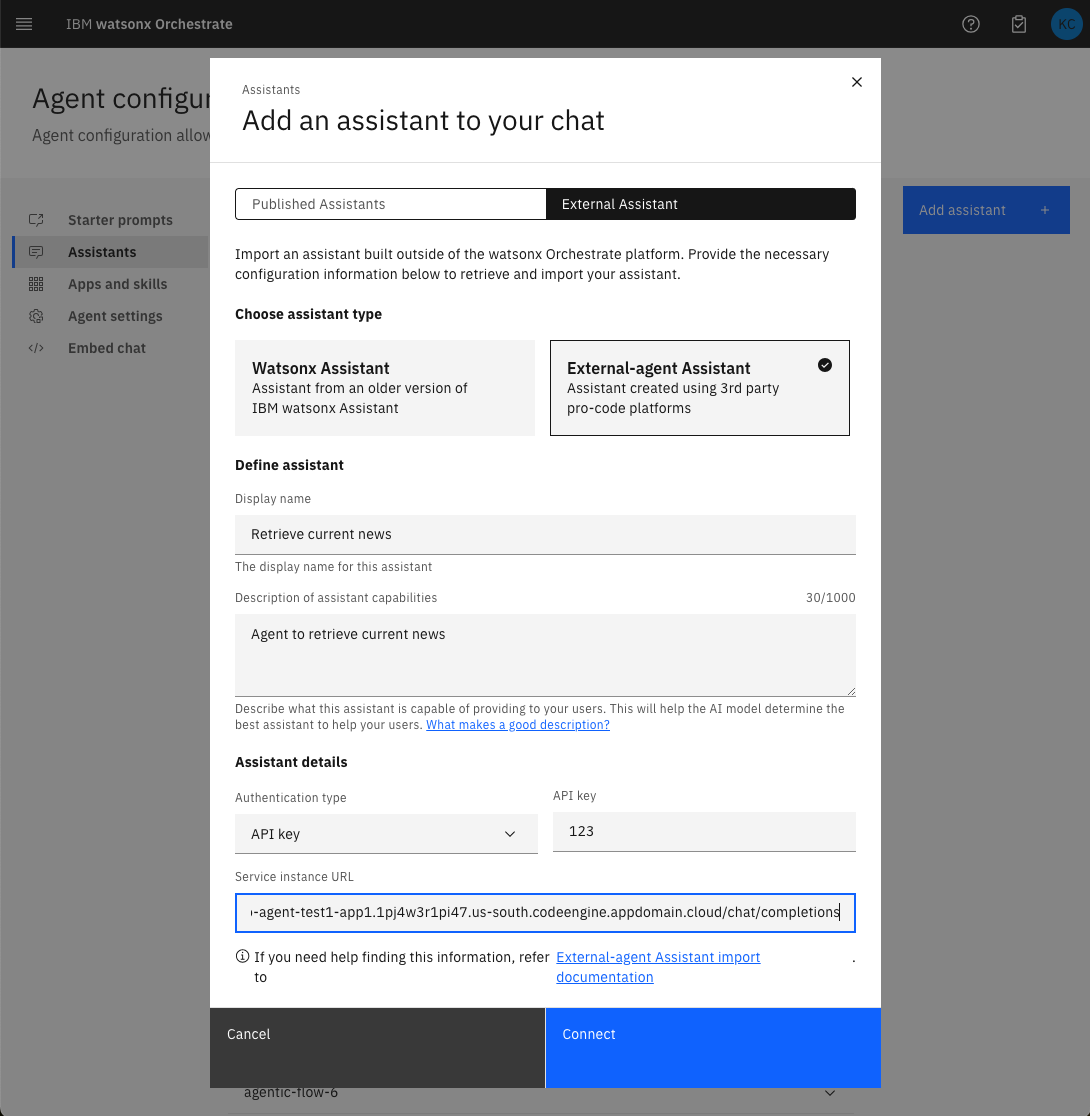 IBM watsonx Orchestrate
KC
Agent configur
Agent configuration allow
Starter prompts
Assistants
Apps and skills
Agent settings
Embed chat
Add assistant +
Assistants
Add an assistant to your chat
Published Assistants
External Assistant
Import an assistant built outside of the watsonx Orchestrate platform. Provide the necessary
configuration information below to retrieve and import your assistant.
Choose assistant type
Watsonx Assistant
Assistant from an older version of
IBM watsonx Assistant
External-agent Assistant
Assistant created using 3rd party
pro-code platforms
Define assistant
Display name
Retrieve current news
The display name for this assistant
Description of assistant capabilities
30/1000
Agent to retrieve current news
Describe what this assistant is capable of providing to your users. This will help the AI model determine the
best assistant to help your users. What makes a good description?
Assistant details
Authentication type
API key
API key
123
Service instance URL
-agent-test1-app1.1pj4w3r1pi47.us-south.codeengine.appdomain.cloud/chat/completions
If you need help finding this information, refer
to
External-agent Assistant import
documentation
.
Cancel
Connect
agentic-flow-6